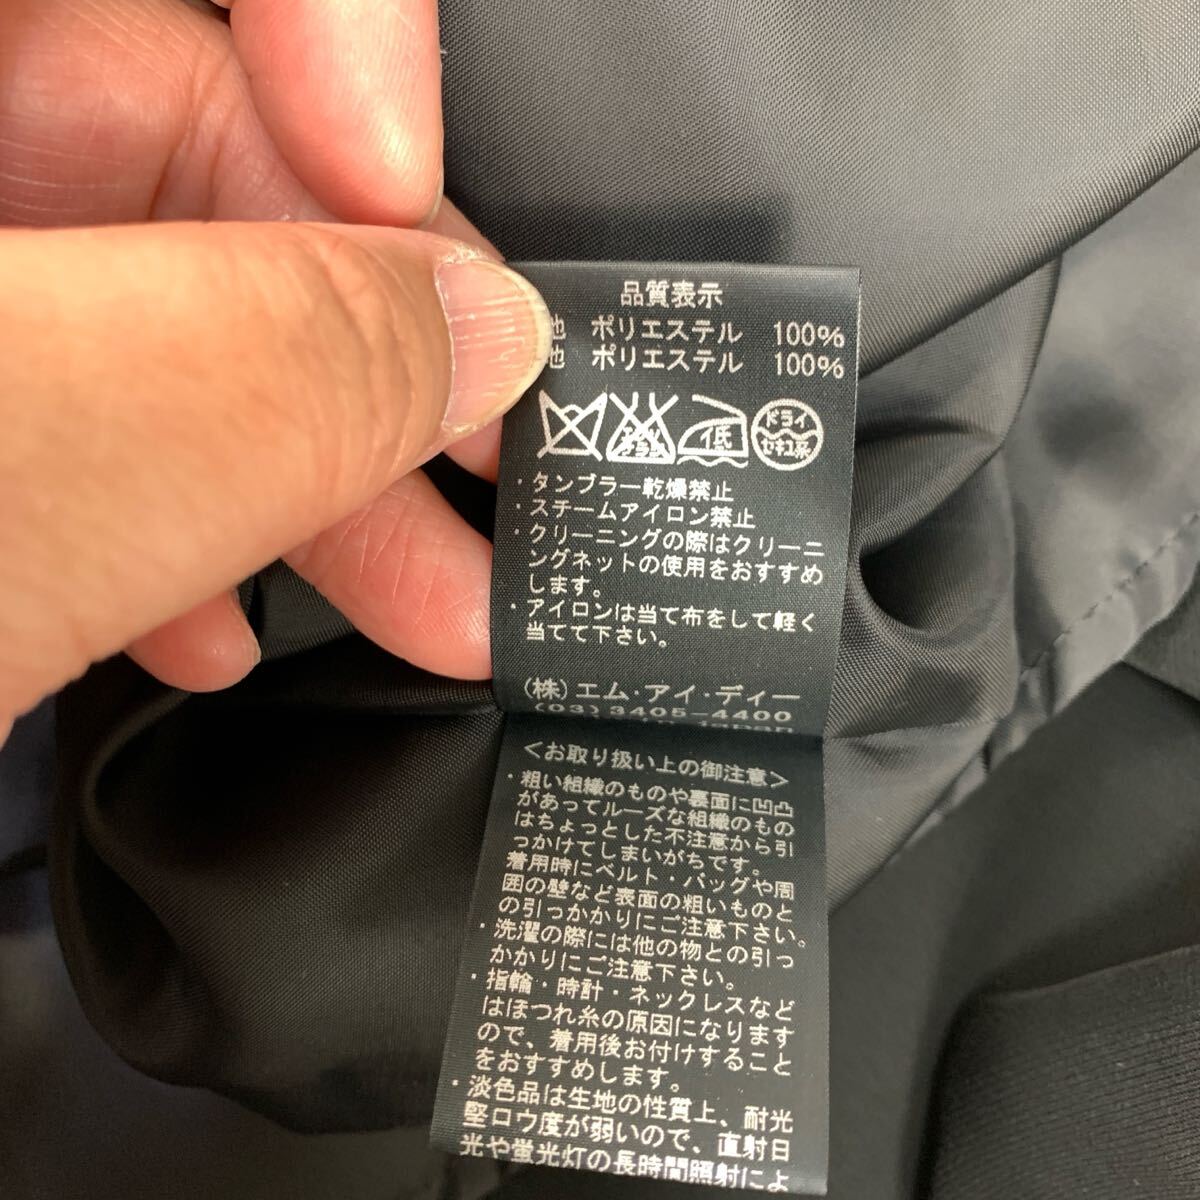 品質表示
地 ポリエステル 100%
地 ポリエステル 100%
エンソ サラシ 低 ドライ セキユ系
・タンブラー乾燥禁止
・スチームアイロン禁止
・クリーニングの際はクリーニ
ングネットの使用をおすすめ
します。
・アイロンは当て布をして軽く
当てて下さい。
(株)エム・アイ・ディー
(03)3405-4400
<お取り扱い上の御注意>
・粗い組織のものや裏面に凹凸
があってルーズな組織のもの
はちょっとした不注意から引
っかけてしまいがちです。
着用時にベルト・バッグや周
囲の壁など表面の粗いものと
の引っかかりにご注意下さい。
・洗濯の際には他の物との引っ
かかりにご注意下さい。
・指輪・時計・ネックレスなど
はほつれ糸の原因になります
ので、着用後お付けすること
をおすすめします。
・淡色品は生地の性質上、耐光
堅ロウ度が弱いので、直射日
光や蛍光灯の長時間照射によ